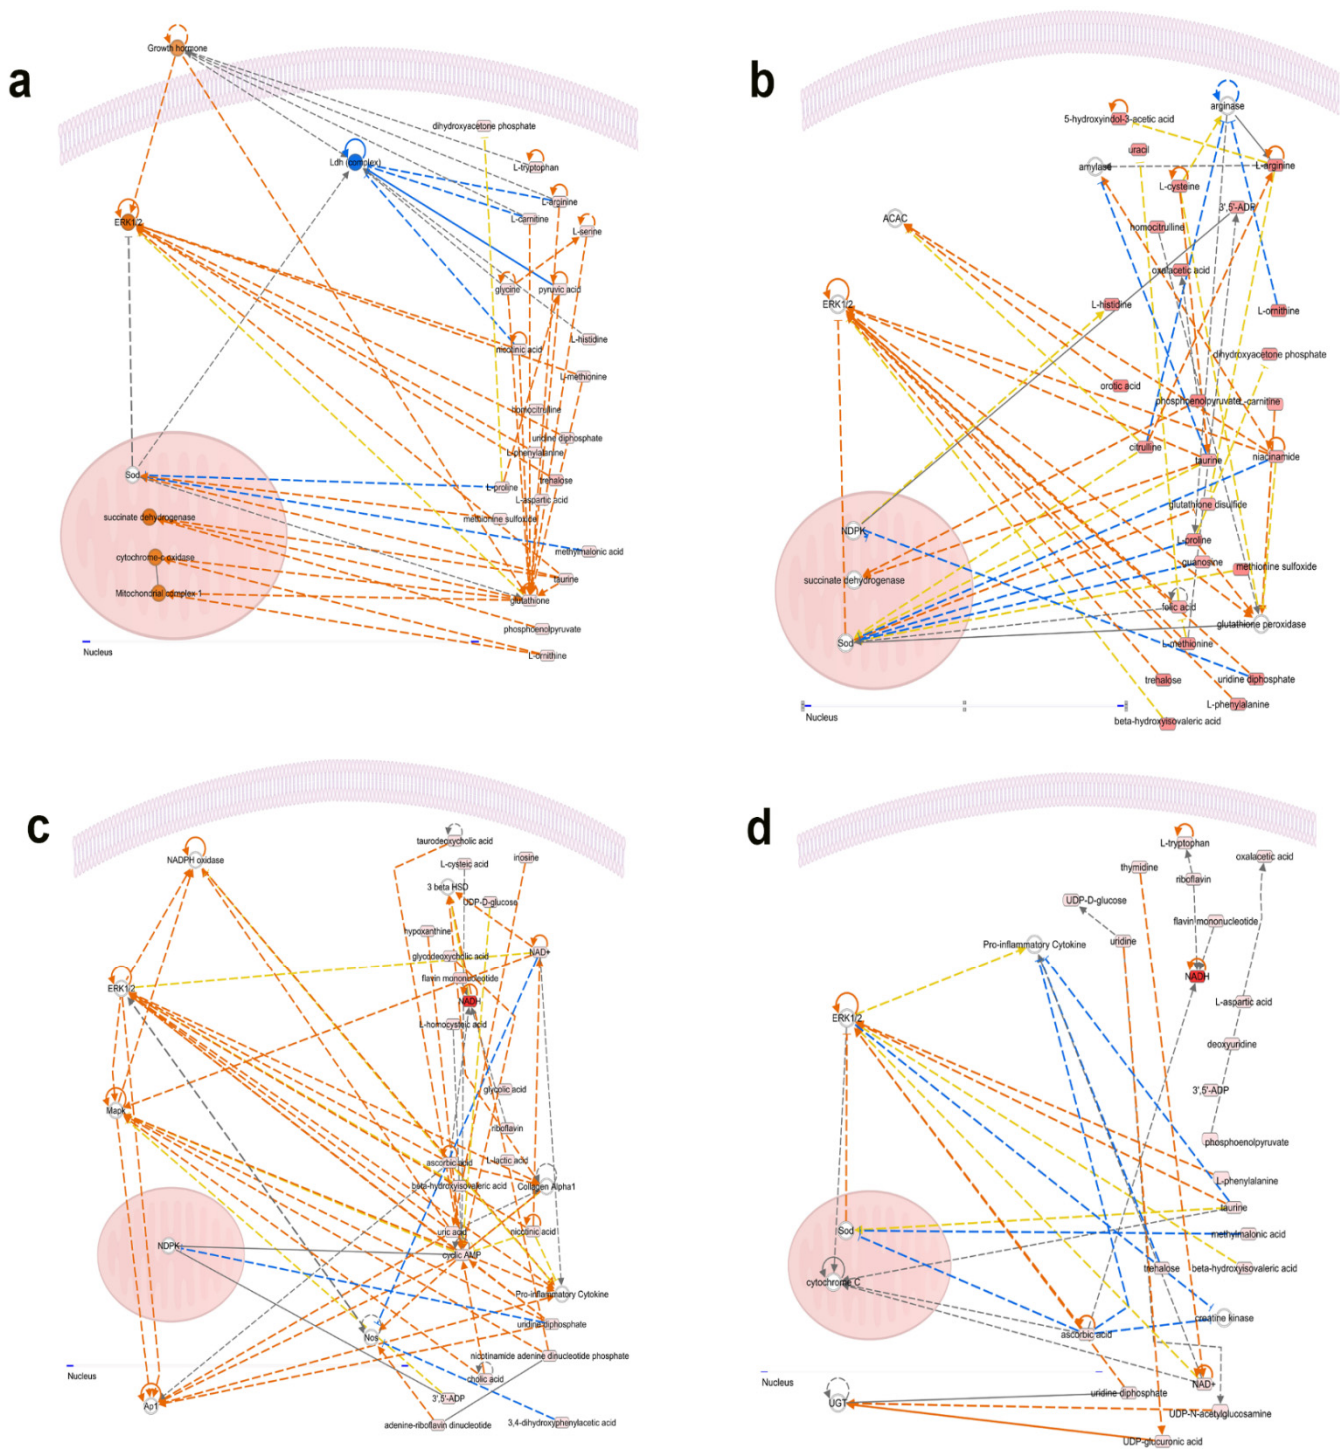 a
Growth hormone
dihydroxyacetone phosphate
Ldh (complex)
L-tryptophan
L-arginine
L-carnitine
ERK1/2
L-serine
glycine
pyruvic acid
L-histidine
nicotinic acid
L-methionine
homocitrulline
uridine diphosphate
L-phenylalanine
Sod
trehalose
L-proline
L-aspartic acid
succinate dehydrogenase
methionine sulfoxide
cytochrome-c oxidase
methylmalonic acid
taurine
Mitochondrial complex 1
glutathione
phosphoenolpyruvate
Nucleus
L-ornithine
b
arginase
5-hydroxyindol-3-acetic acid
uracil
amylase
L-arginine
L-cysteine
3',5'-ADP
ACAC
homocitrulline
oxalacetic acid
ERK1/2
L-histidine
L-ornithine
dihydroxyacetone phosphate
orotic acid
phosphoenolpyruvate
L-carnitine
citrulline
taurine
niacinamide
glutathione disulfide
NDPK
L-proline
guanosine
methionine sulfoxide
succinate dehydrogenase
folic acid
glutathione peroxidase
Sod
L-methionine
trehalose
uridine diphosphate
L-phenylalanine
Nucleus
beta-hydroxyisovaleric acid
c
taurodeoxycholic acid
NADPH oxidase
L-cysteic acid
inosine
3 beta HSD
UDP-D-glucose
hypoxanthine
glycodeoxycholic acid
NAD+
flavin mononucleotide
ERK1/2
NADH
L-homocysteic acid
glycolic acid
Mapk
riboflavin
ascorbic acid
L-lactic acid
beta-hydroxyisovaleric acid
Collagen Alpha1
uric acid
nicotinic acid
NDPK
cyclic AMP
Pro-inflammatory Cytokine
uridine diphosphate
Nos
nicotinamide adenine dinucleotide phosphate
Nucleus
cholic acid
3',5'-ADP
Ap1
adenine-riboflavin dinucleotide
3,4-dihydroxyphenylacetic acid
d
L-tryptophan
oxalacetic acid
thymidine
riboflavin
UDP-D-glucose
flavin mononucleotide
Pro-inflammatory Cytokine
uridine
NADH
L-aspartic acid
ERK1/2
deoxyuridine
3',5'-ADP
phosphoenolpyruvate
L-phenylalanine
taurine
Sod
methylmalonic acid
trehalose
beta-hydroxyisovaleric acid
cytochrome C
reatine kinase
ascorbic acid
Nucleus
NAD+
uridine diphosphate
UGT
UDP-N-acetylglucosamine
UDP-glucuronic acid